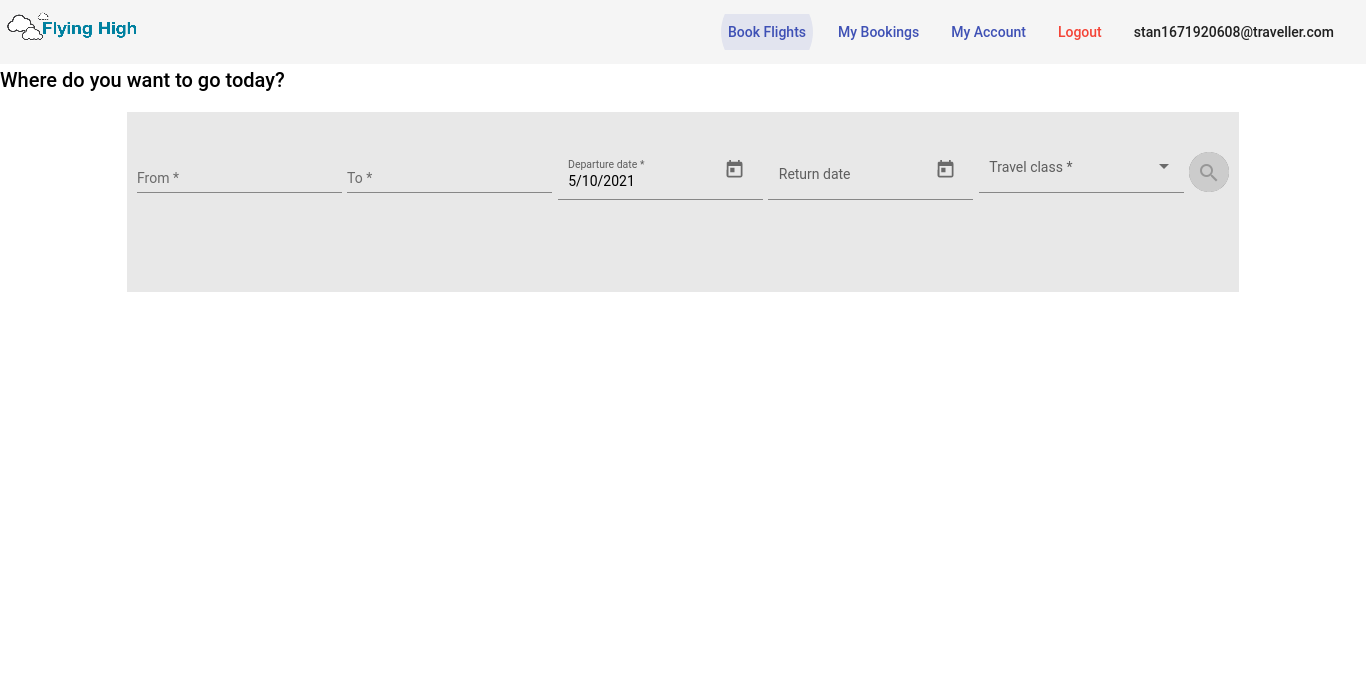 Flying High
Book Flights
My Bookings
My Account
Logout
stan1671920608@traveller.com
Where do you want to go today?
From *
To *
Departure date *
5/10/2021
Return date
Travel class *